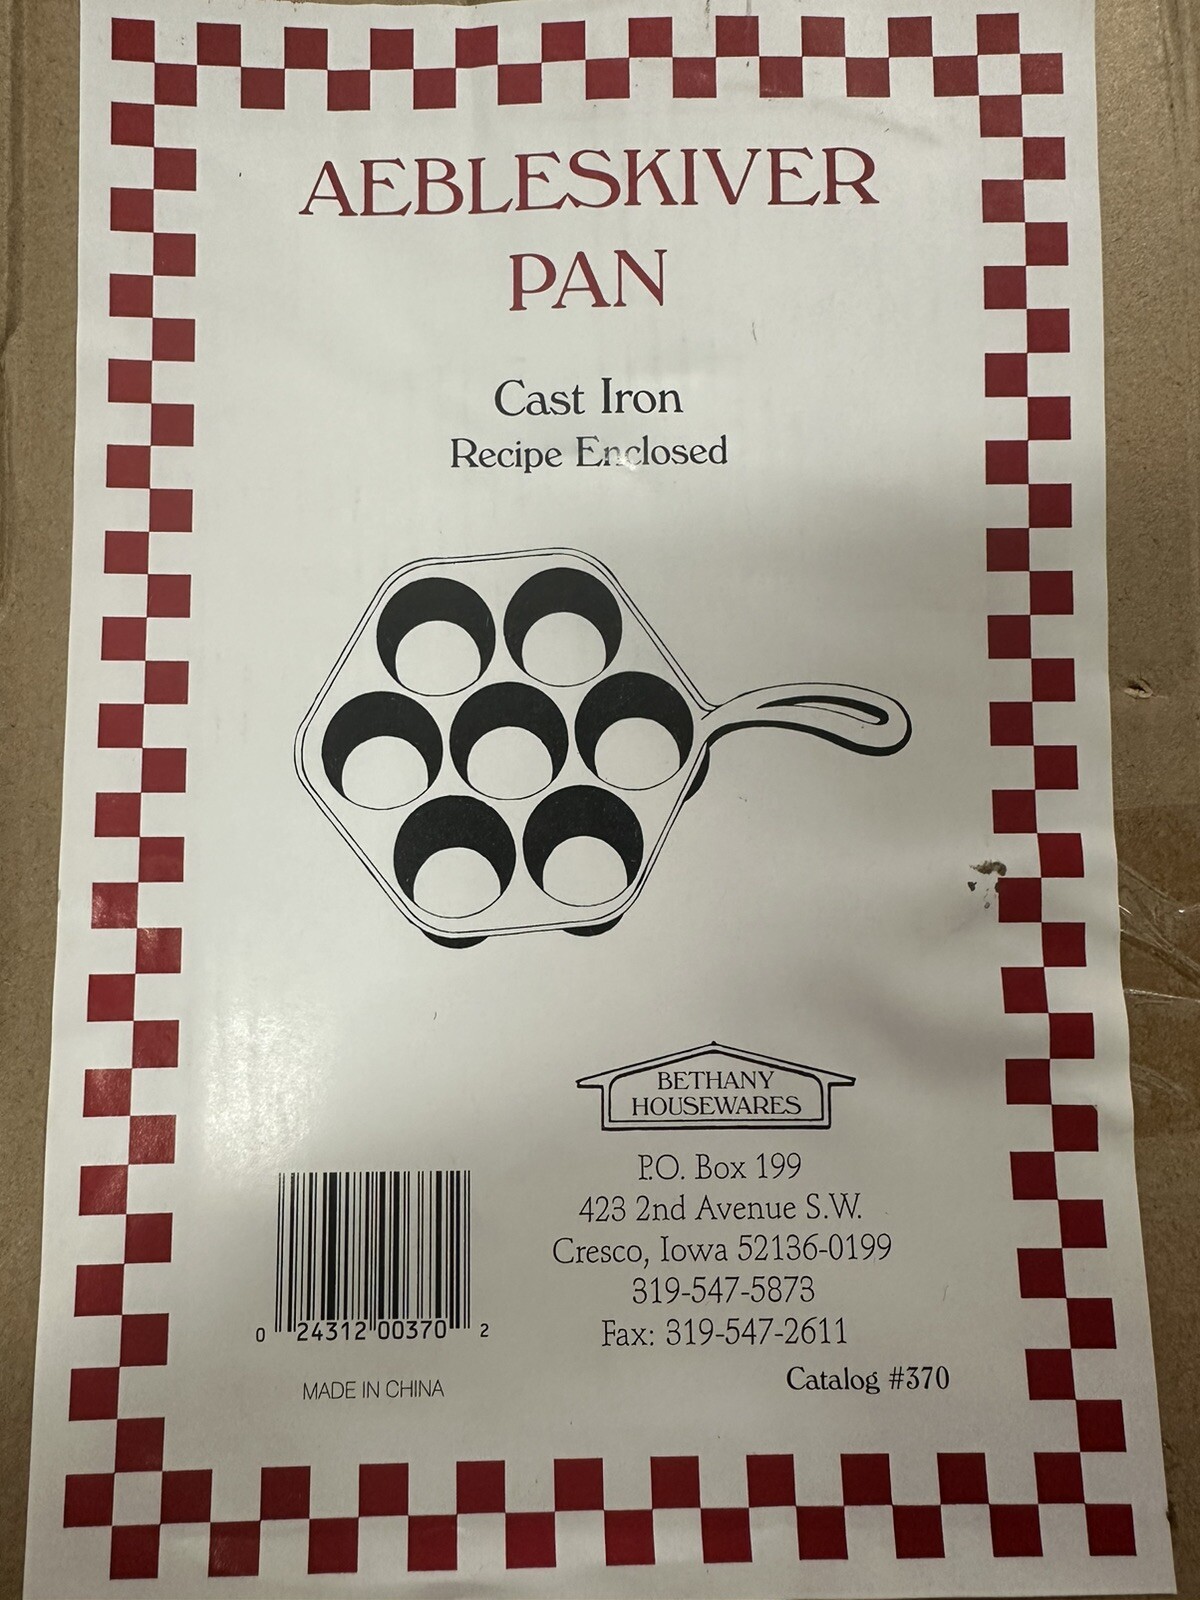 AEBLESKIVER
PAN
Cast Iron
Recipe Enclosed
BETHANY
HOUSEWARES
P.O. Box 199
423 2nd Avenue S.W.
Cresco, Iowa 52136-0199
319-547-5873
Fax: 319-547-2611
Catalog #370
0 24312 00370 2
MADE IN CHINA